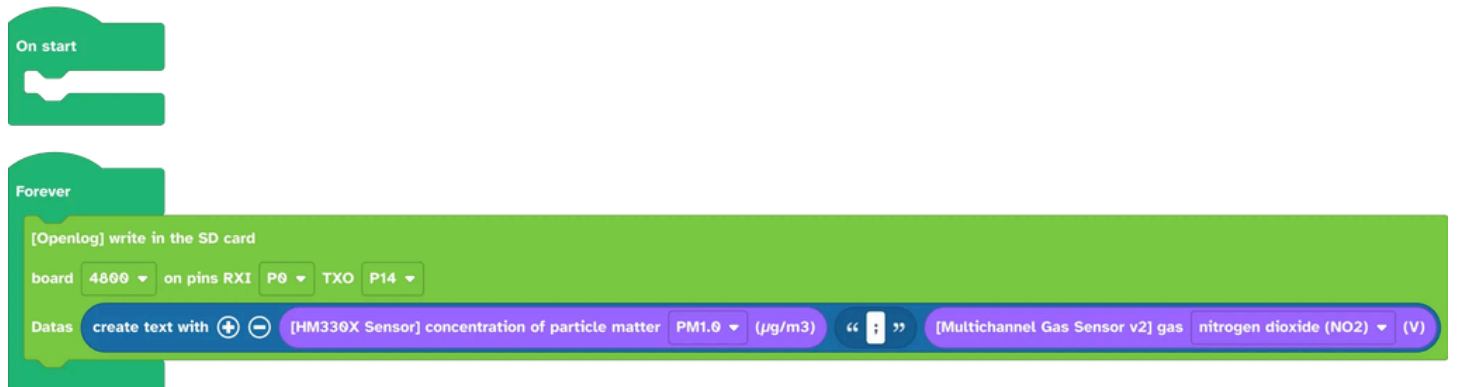 On start
Forever
[Openlog] write in the SD card
board 4800 on pins RXI P0 TXO P14
Datas create text with [HM330X Sensor] concentration of particle matter PM1.0 (µg/m3) “ ; ” [Multichannel Gas Sensor v2] gas nitrogen dioxide (NO2) (V)